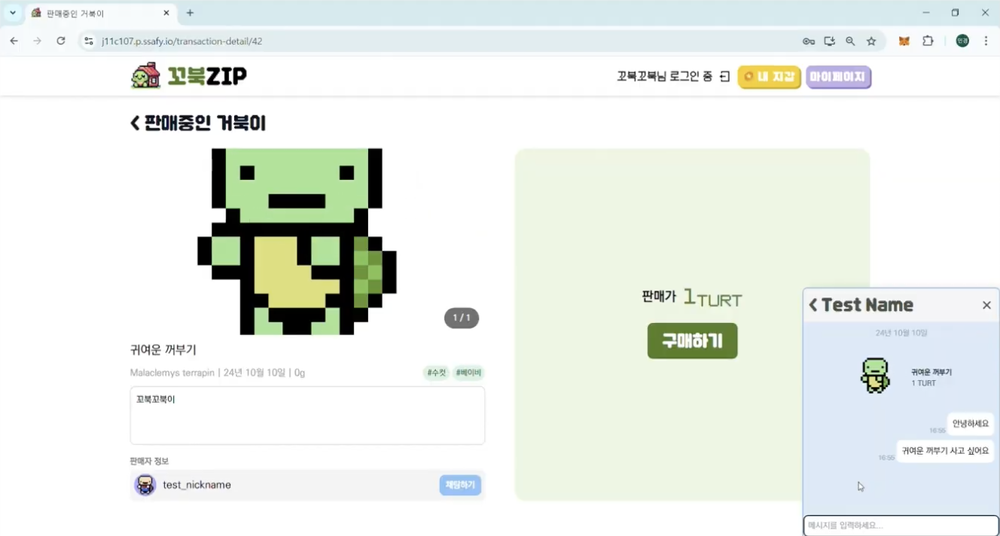 판매중인 거북이
j11c107.p.ssafy.io/transaction-detail/42
민경
꼬북ZIP
꼬북꼬북님 로그인 중
내 지갑
마이페이지
판매중인 거북이
1 / 1
귀여운 꺼부기
Malaclemys terrapin | 24년 10월 10일 | 0g
#수컷 #베이비
꼬북꼬북이
판매자 정보
test_nickname
채팅하기
판매가 1TURT
구매하기
Test Name
24년 10월 10일
귀여운 꺼부기
1 TURT
안녕하세요
16:55
귀여운 꺼부기 사고 싶어요
16:55
메시지를 입력하세요...